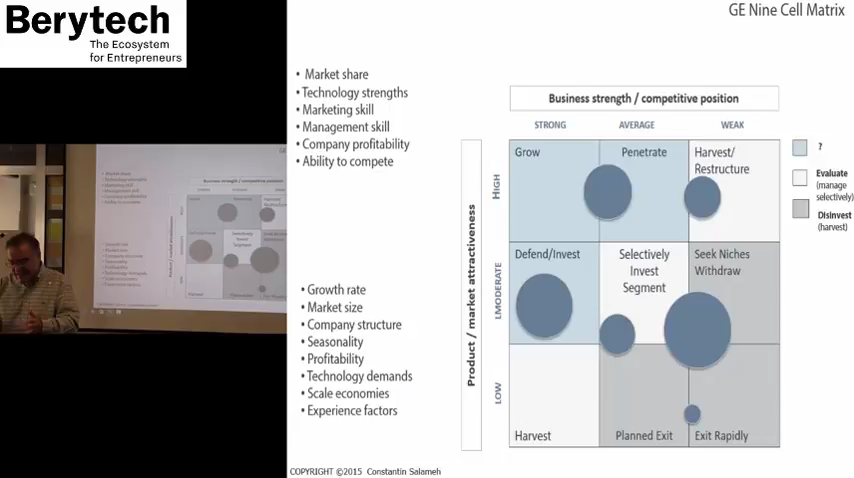 Berytech
The Ecosystem
for Entrepreneurs
GE Nine Cell Matrix
• Market share
• Technology strengths
• Marketing skill
• Management skill
• Company profitability
• Ability to compete
• Growth rate
• Market size
• Company structure
• Seasonality
• Profitability
• Technology demands
• Scale economies
• Experience factors
Business strength / competitive position
STRONG
AVERAGE
WEAK
Product / market attractiveness
HIGH
LMODERATE
LOW
Grow
Penetrate
Harvest/
Restructure
Defend/Invest
Selectively
Invest
Segment
Seek Niches
Withdraw
Harvest
Planned Exit
Exit Rapidly
?
Evaluate
(manage
selectively)
Disinvest
(harvest)
COPYRIGHT ©2015 Constantin Salameh